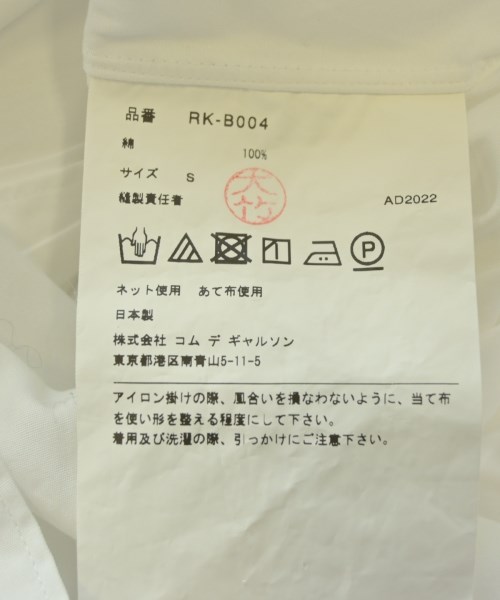 品番 RK-B004
綿 100%
サイズ S
縫製責任者 大竹 AD2022
ネット使用 あて布使用
日本製
株式会社 コム デ ギャルソン
東京都港区南青山5-11-5
アイロン掛けの際、風合いを損なわないように、当て布
を使い形を整える程度にして下さい。
着用及び洗濯の際、引っかけにご注意下さい。